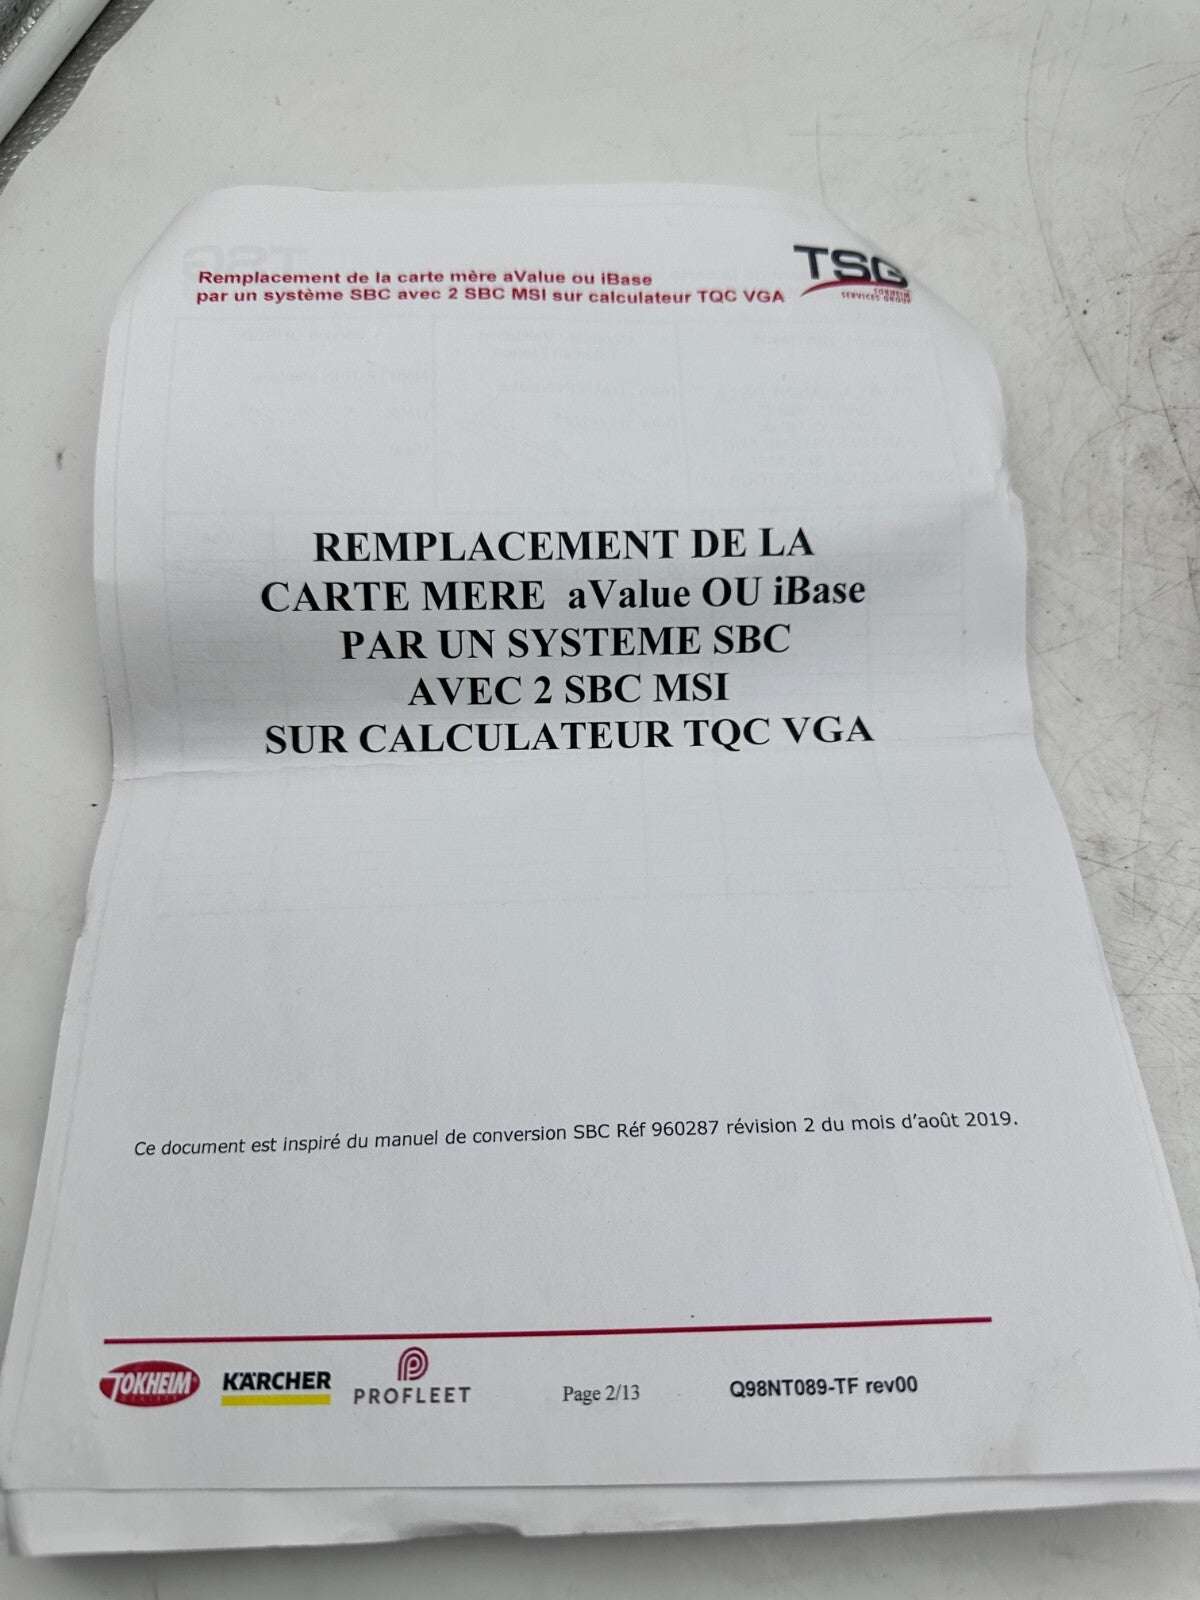 Remplacement de la carte mère aValue ou iBase
par un système SBC avec 2 SBC MSI sur calculateur TQC VGA
TSG
TOKHEIM
SERVICES GROUP
REMPLACEMENT DE LA
CARTE MERE aValue OU iBase
PAR UN SYSTEME SBC
AVEC 2 SBC MSI
SUR CALCULATEUR TQC VGA
Ce document est inspiré du manuel de conversion SBC Réf 960287 révision 2 du mois d'août 2019.
TOKHEIM
KÄRCHER
PROFLEET
Page 2/13
Q98NT089-TF rev00